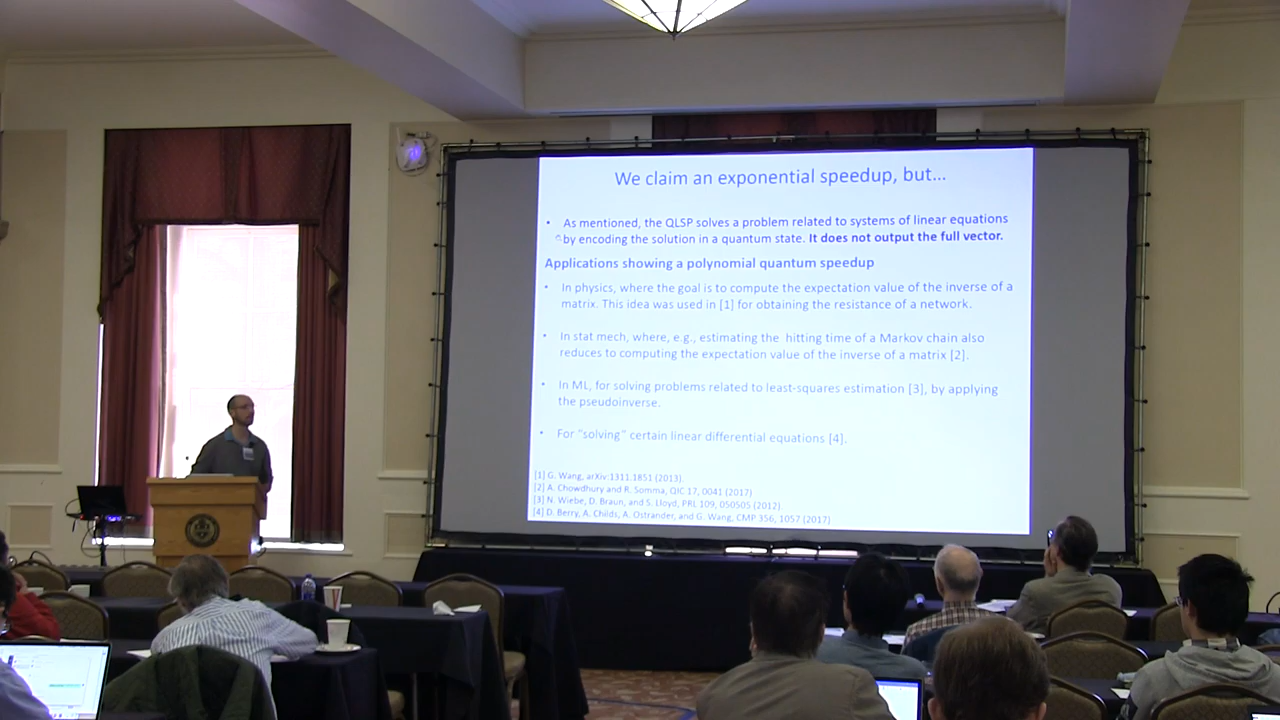 We claim an exponential speedup, but...
• As mentioned, the QLSP solves a problem related to systems of linear equations
by encoding the solution in a quantum state. It does not output the full vector.
Applications showing a polynomial quantum speedup
• In physics, where the goal is to compute the expectation value of the inverse of a
matrix. This idea was used in [1] for obtaining the resistance of a network.
• In stat mech, where, e.g., estimating the hitting time of a Markov chain also
reduces to computing the expectation value of the inverse of a matrix [2].
• In ML, for solving problems related to least-squares estimation [3], by applying
the pseudoinverse.
• For "solving" certain linear differential equations [4].
[1] G. Wang, arXiv:1311.1851 (2013).
[2] A. Chowdhury and R. Somma, QIC 17, 0041 (2017)
[3] N. Wiebe, D. Braun, and S. Lloyd, PRL 109, 050505 (2012)
[4] D. Berry, A. Childs, A. Ostrander, and G. Wang, CMP 356, 1057 (2017)